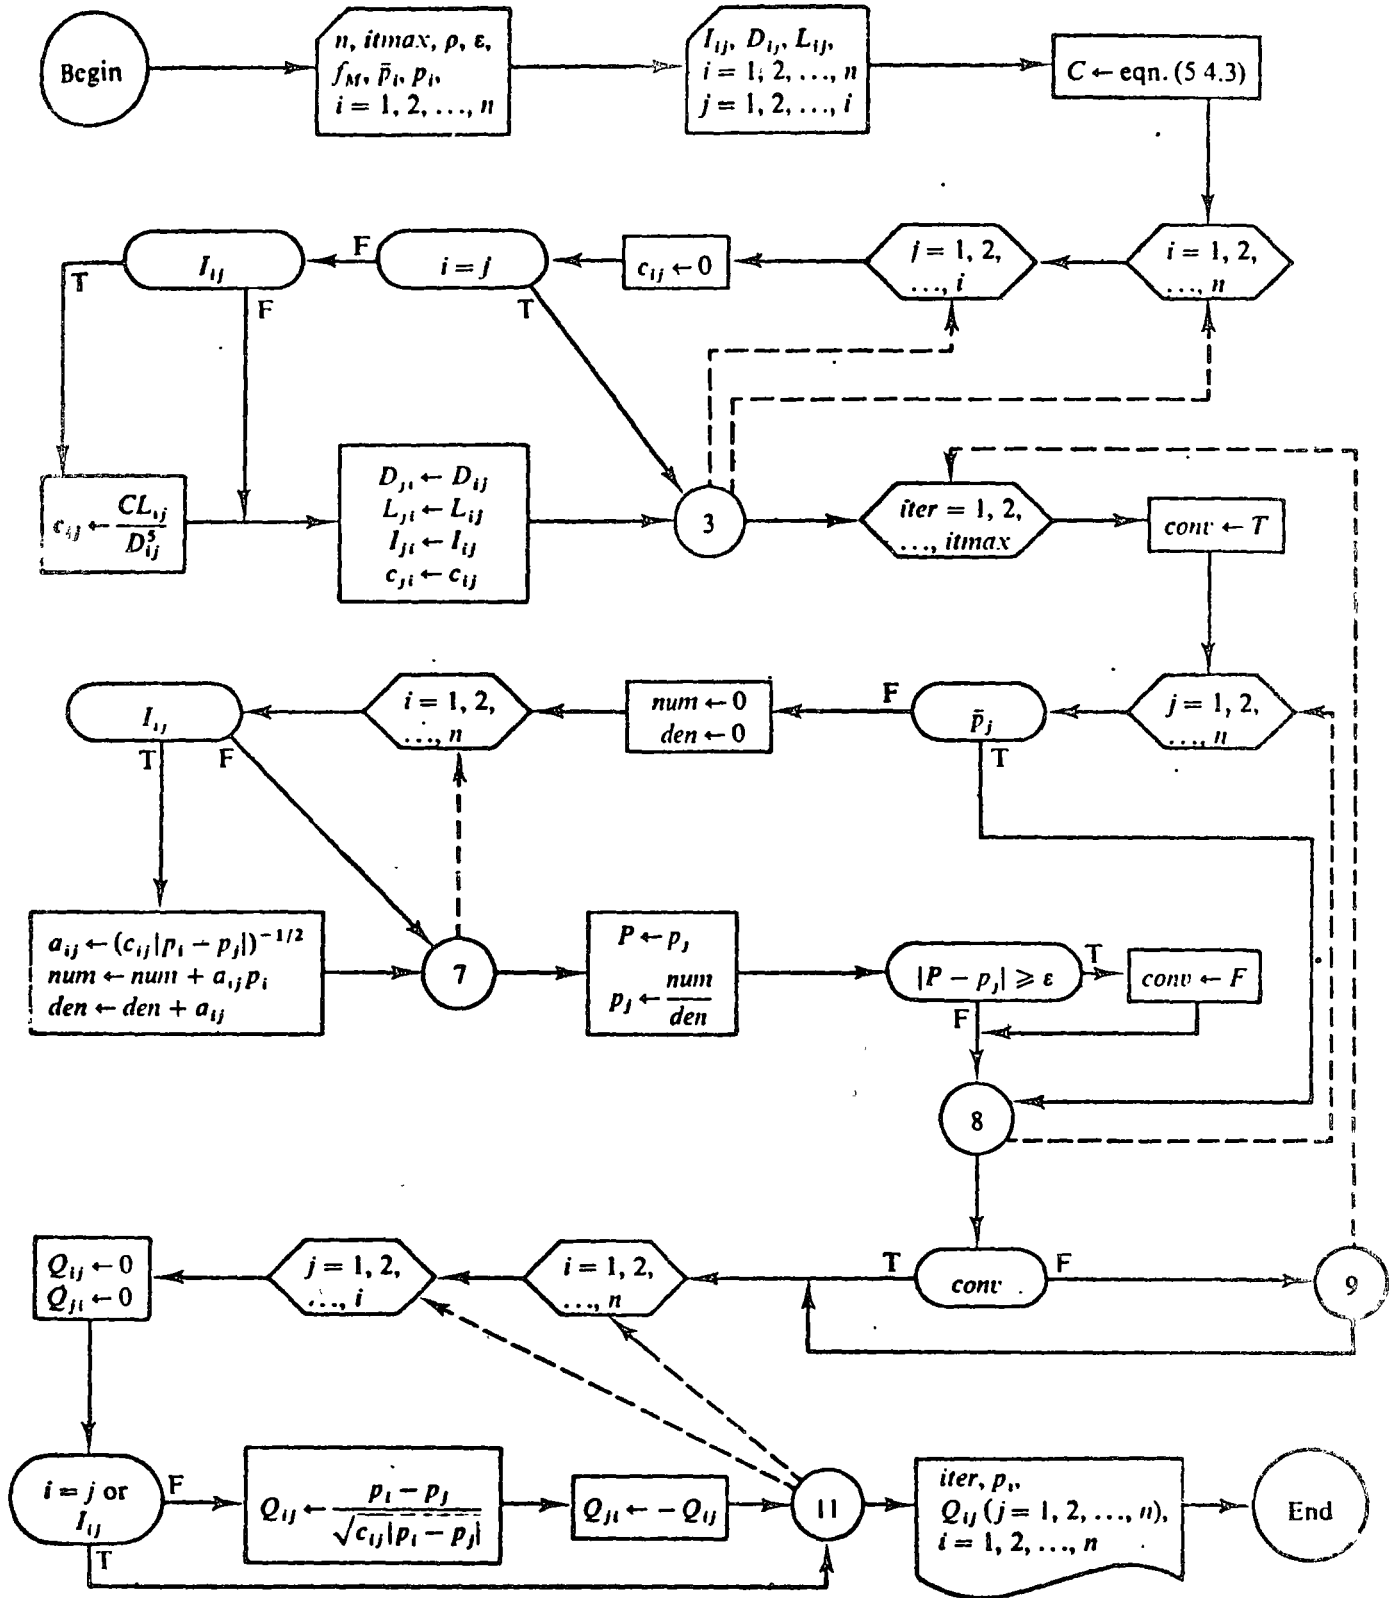 Begin
n, itmax, ρ, ε,
f_M, p̄_i, p_i,
i = 1, 2, ..., n
I_ij, D_ij, L_ij,
i = 1, 2, ..., n
j = 1, 2, ..., i
C ← eqn. (5 4.3)
i = 1, 2,
..., n
j = 1, 2,
..., i
c_ij ← 0
i = j
F
T
I_ij
T
F
c_ij ← CL_ij / D_ij^5
D_ji ← D_ij
L_ji ← L_ij
I_ji ← I_ij
c_ji ← c_ij
3
iter = 1, 2,
..., itmax
conv ← T
j = 1, 2,
..., n
p̄_j
F
T
num ← 0
den ← 0
i = 1, 2,
..., n
I_ij
T
F
a_ij ← (c_ij|p_i − p_j|)^−1/2
num ← num + a_ij p_i
den ← den + a_ij
7
P ← p_j
p_j ← num / den
|P − p_j| ⩾ ε
T
F
conv ← F
8
conv
T
F
9
i = 1, 2,
..., n
j = 1, 2,
..., i
Q_ij ← 0
Q_ji ← 0
i = j or
I_ij
F
T
Q_ij ← (p_i − p_j) / √c_ij|p_i − p_j|
Q_ji ← − Q_ij
11
iter, p_i,
Q_ij (j = 1, 2, ..., n),
i = 1, 2, ..., n
End